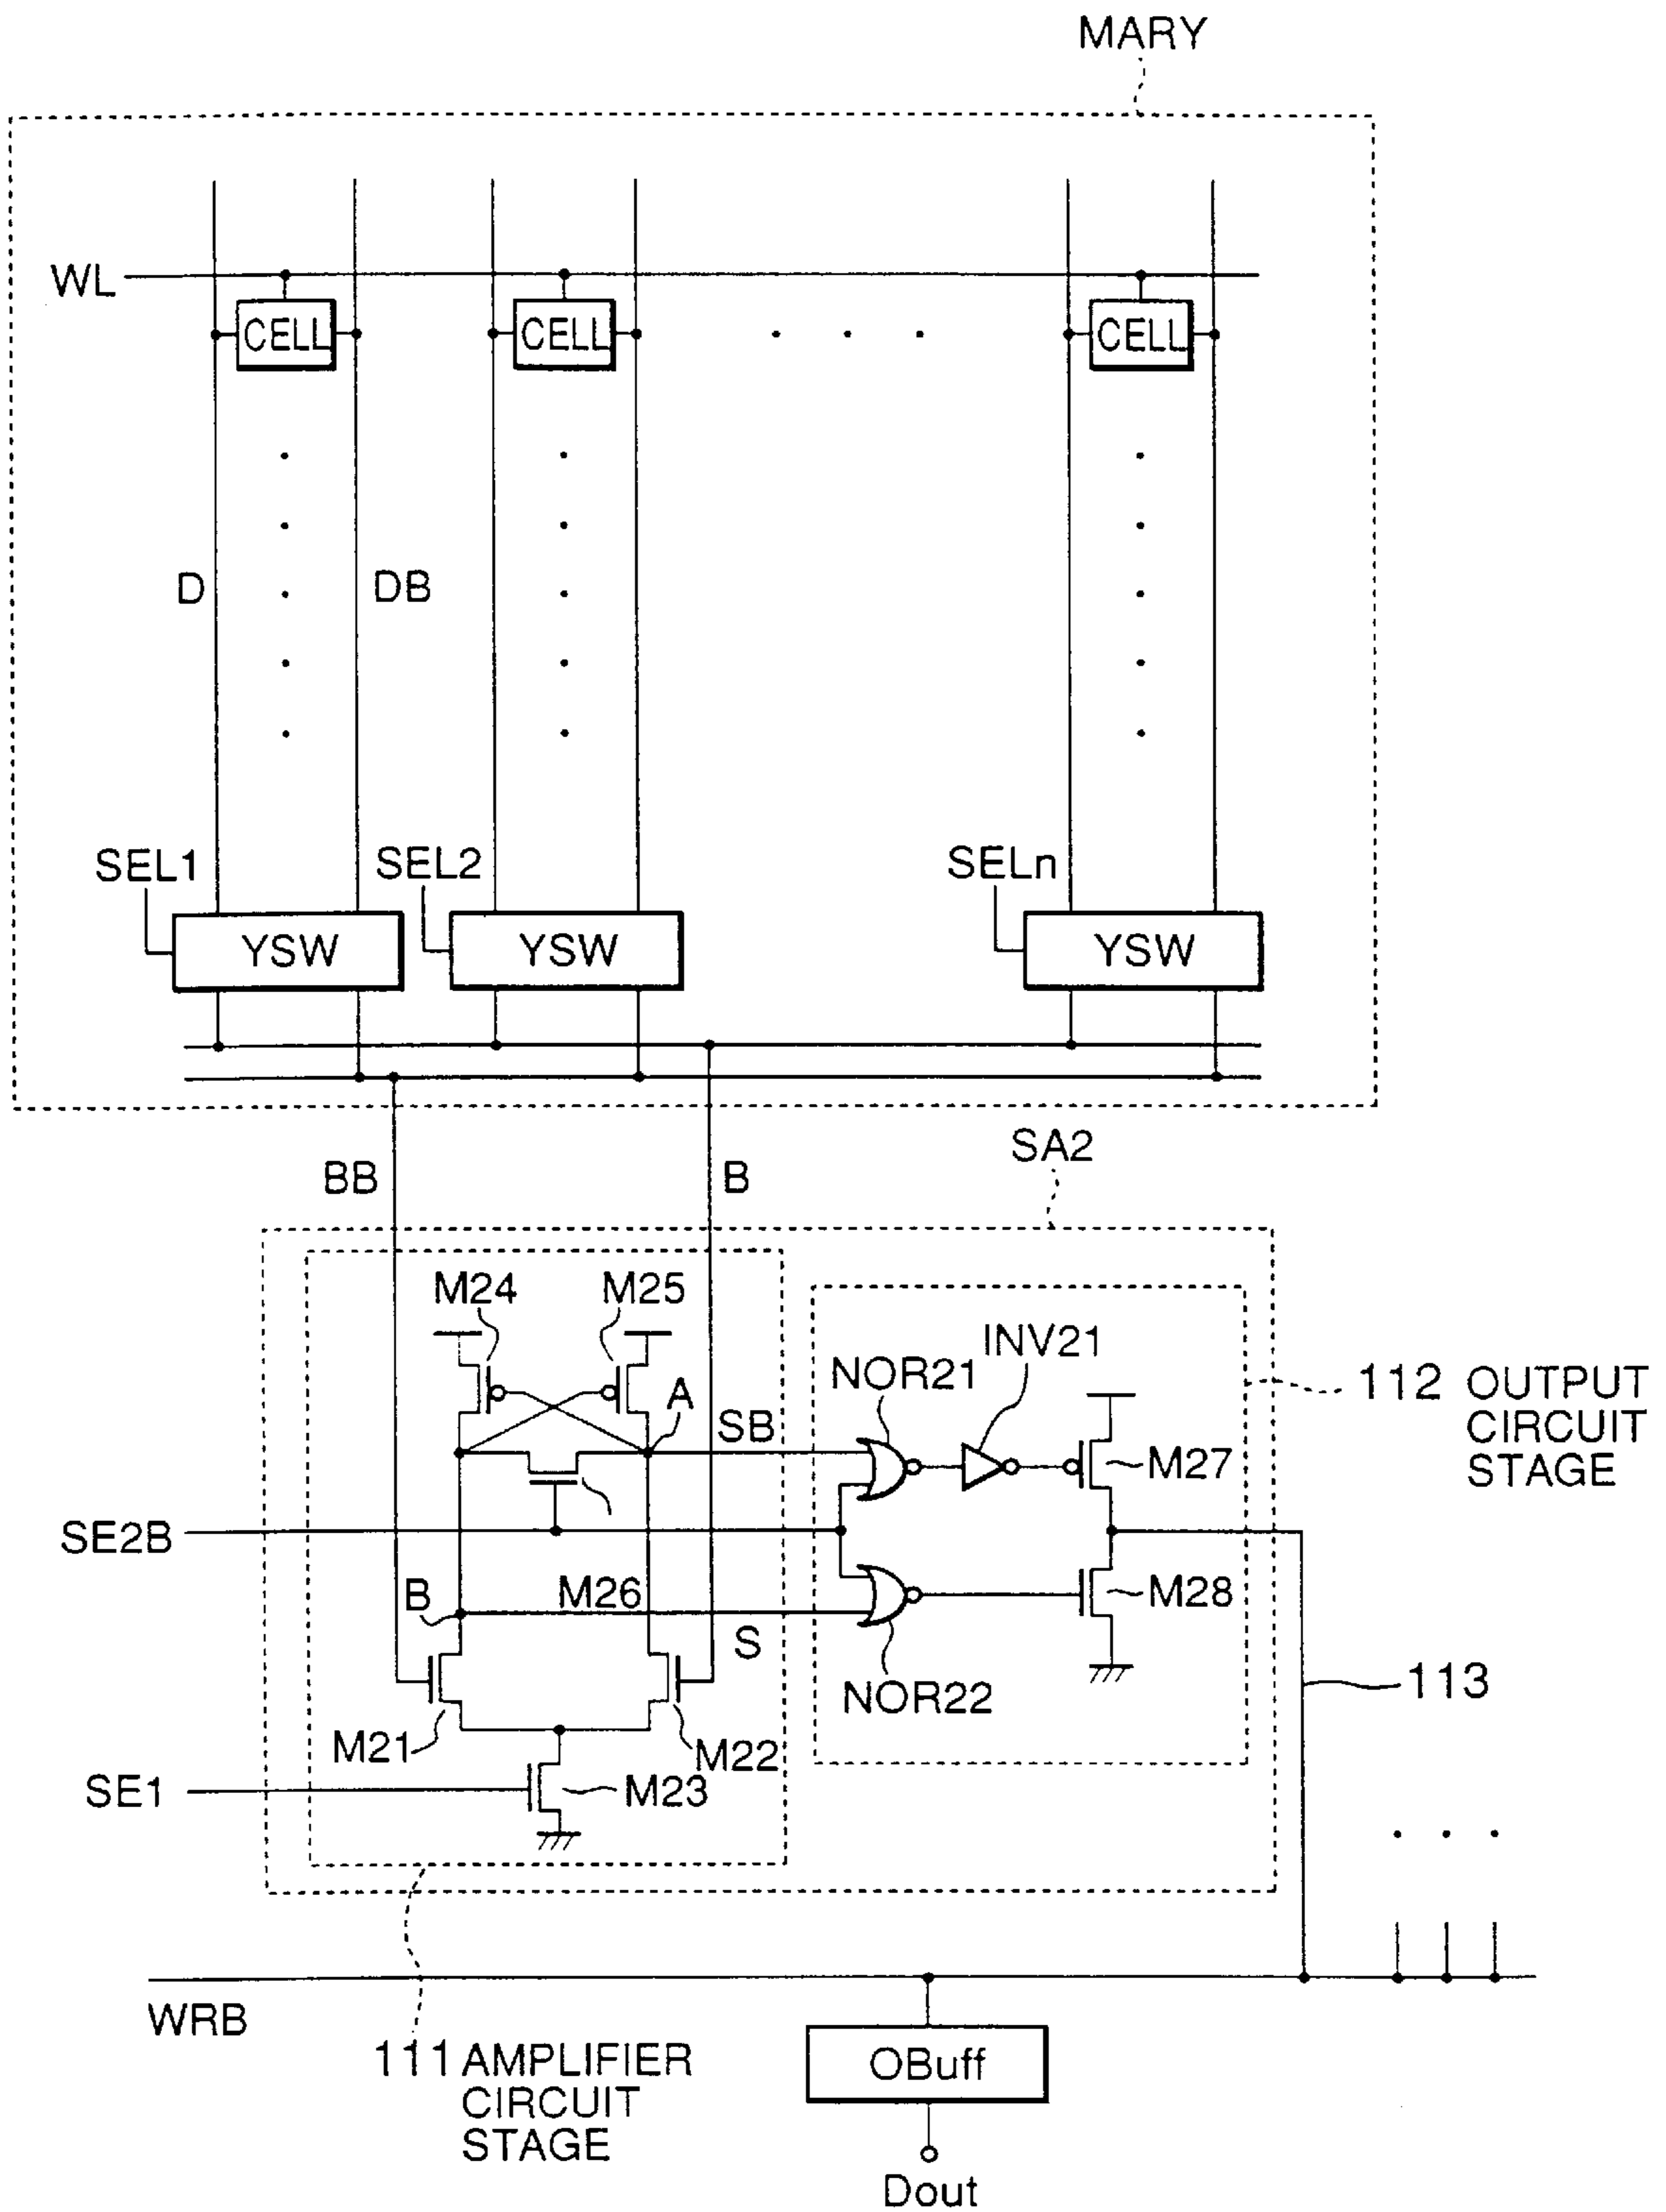 MARY
WL
CELL
CELL
CELL
D
DB
SEL1
SEL2
SELn
YSW
YSW
YSW
BB
B
SA2
M24
M25
INV21
NOR21
A
SB
112 OUTPUT
CIRCUIT
STAGE
M27
SE2B
B
M26
S
M28
NOR22
113
M21
M22
SE1
M23
WRB
111 AMPLIFIER
CIRCUIT
STAGE
OBuff
Dout